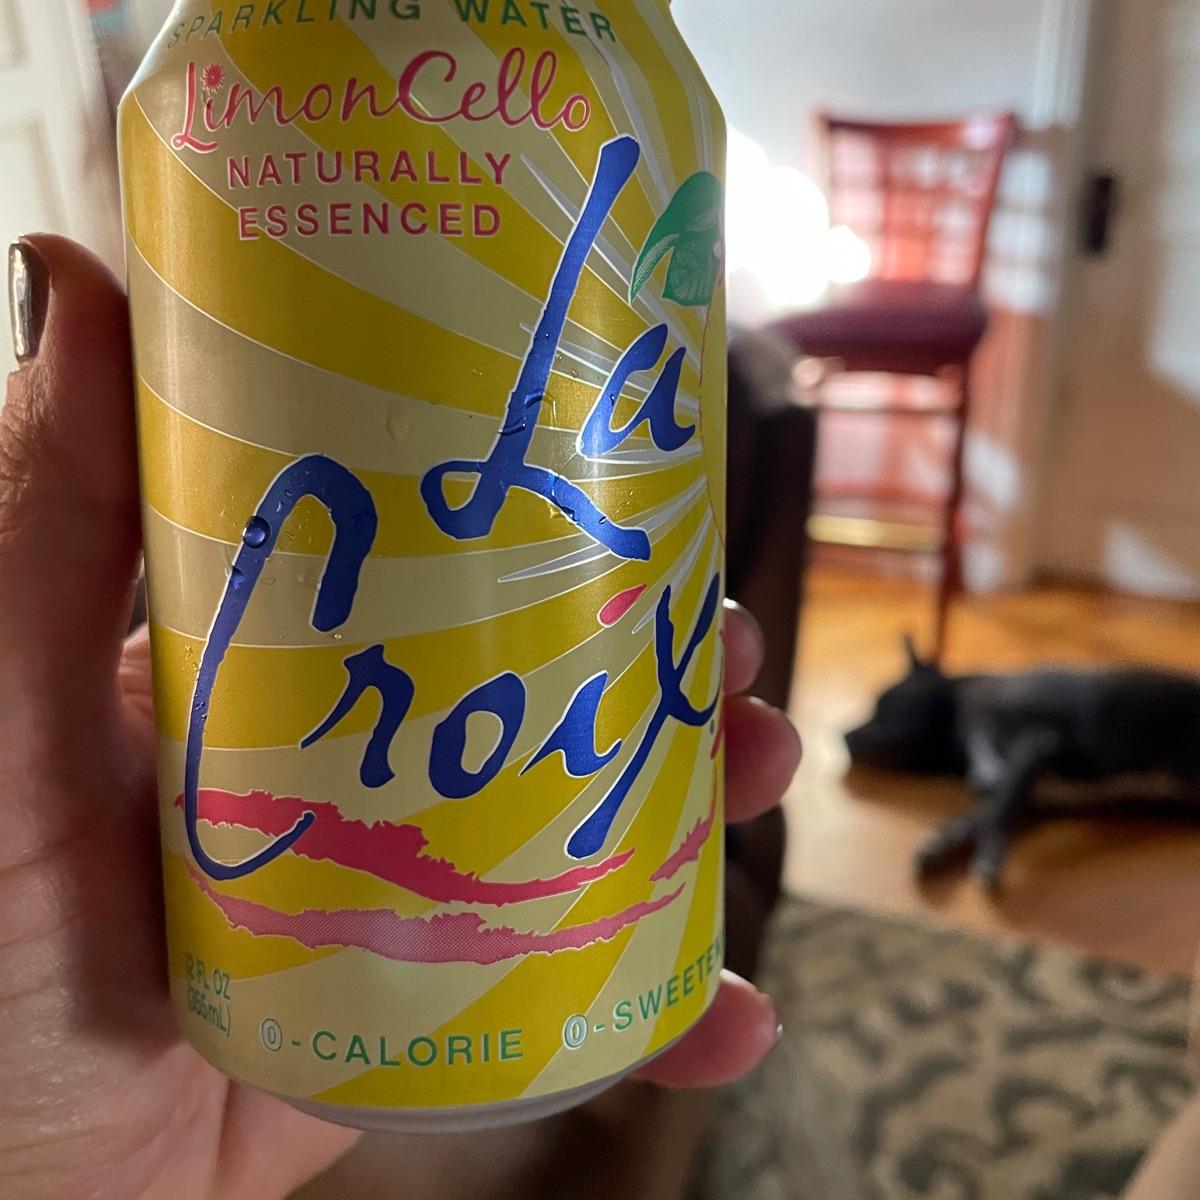 SPARKLING WATER
LimonCello
NATURALLY
ESSENCED
La
Croix
12 FL OZ
(355mL)
0-CALORIE 0-SWEETEN